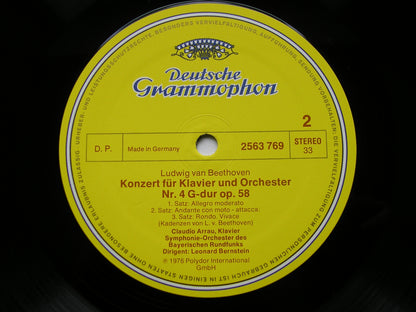 Deutsche
Grammophon
2
D. P.
Made in Germany
2563 769
STEREO
33
Ludwig van Beethoven
Konzert für Klavier und Orchester
Nr. 4 G-dur op. 58
1. Satz: Allegro moderato
2. Satz: Andante con moto - attacca:
3. Satz: Rondo. Vivace
(Kadenzen von L. v. Beethoven)
Claudio Arrau, Klavier
Symphonie-Orchester des
Bayerischen Rundfunks
Dirigent: Leonard Bernstein
℗ 1976 Polydor International
GmbH